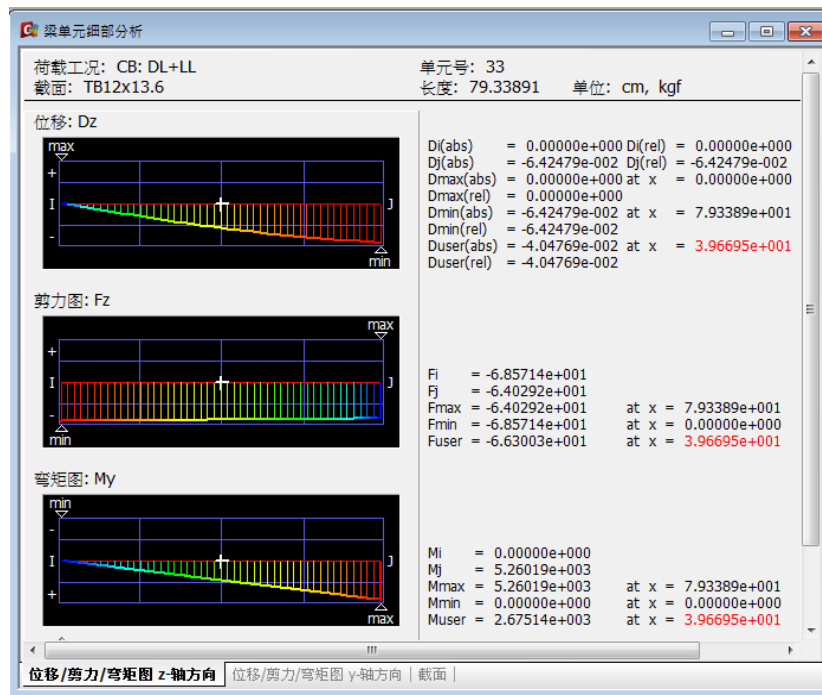 梁单元细部分析
荷载工况: CB: DL+LL 单元号: 33
截面: TB12x13.6 长度: 79.33891 单位: cm, kgf
位移: Dz
max
+
I J
-
min
Di(abs) = 0.00000e+000 Di(rel) = 0.00000e+000
Dj(abs) = -6.42479e-002 Dj(rel) = -6.42479e-002
Dmax(abs) = 0.00000e+000 at x = 0.00000e+000
Dmax(rel) = 0.00000e+000
Dmin(abs) = -6.42479e-002 at x = 7.93389e+001
Dmin(rel) = -6.42479e-002
Duser(abs) = -4.04769e-002 at x = 3.96695e+001
Duser(rel) = -4.04769e-002
剪力图: Fz
max
+
I J
-
min
Fi = -6.85714e+001
Fj = -6.40292e+001
Fmax = -6.40292e+001 at x = 7.93389e+001
Fmin = -6.85714e+001 at x = 0.00000e+000
Fuser = -6.63003e+001 at x = 3.96695e+001
弯矩图: My
min
-
I J
+
max
Mi = 0.00000e+000
Mj = 5.26019e+003
Mmax = 5.26019e+003 at x = 7.93389e+001
Mmin = 0.00000e+000 at x = 0.00000e+000
Muser = 2.67514e+003 at x = 3.96695e+001
位移/剪力/弯矩图 z-轴方向 位移/剪力/弯矩图 y-轴方向 截面